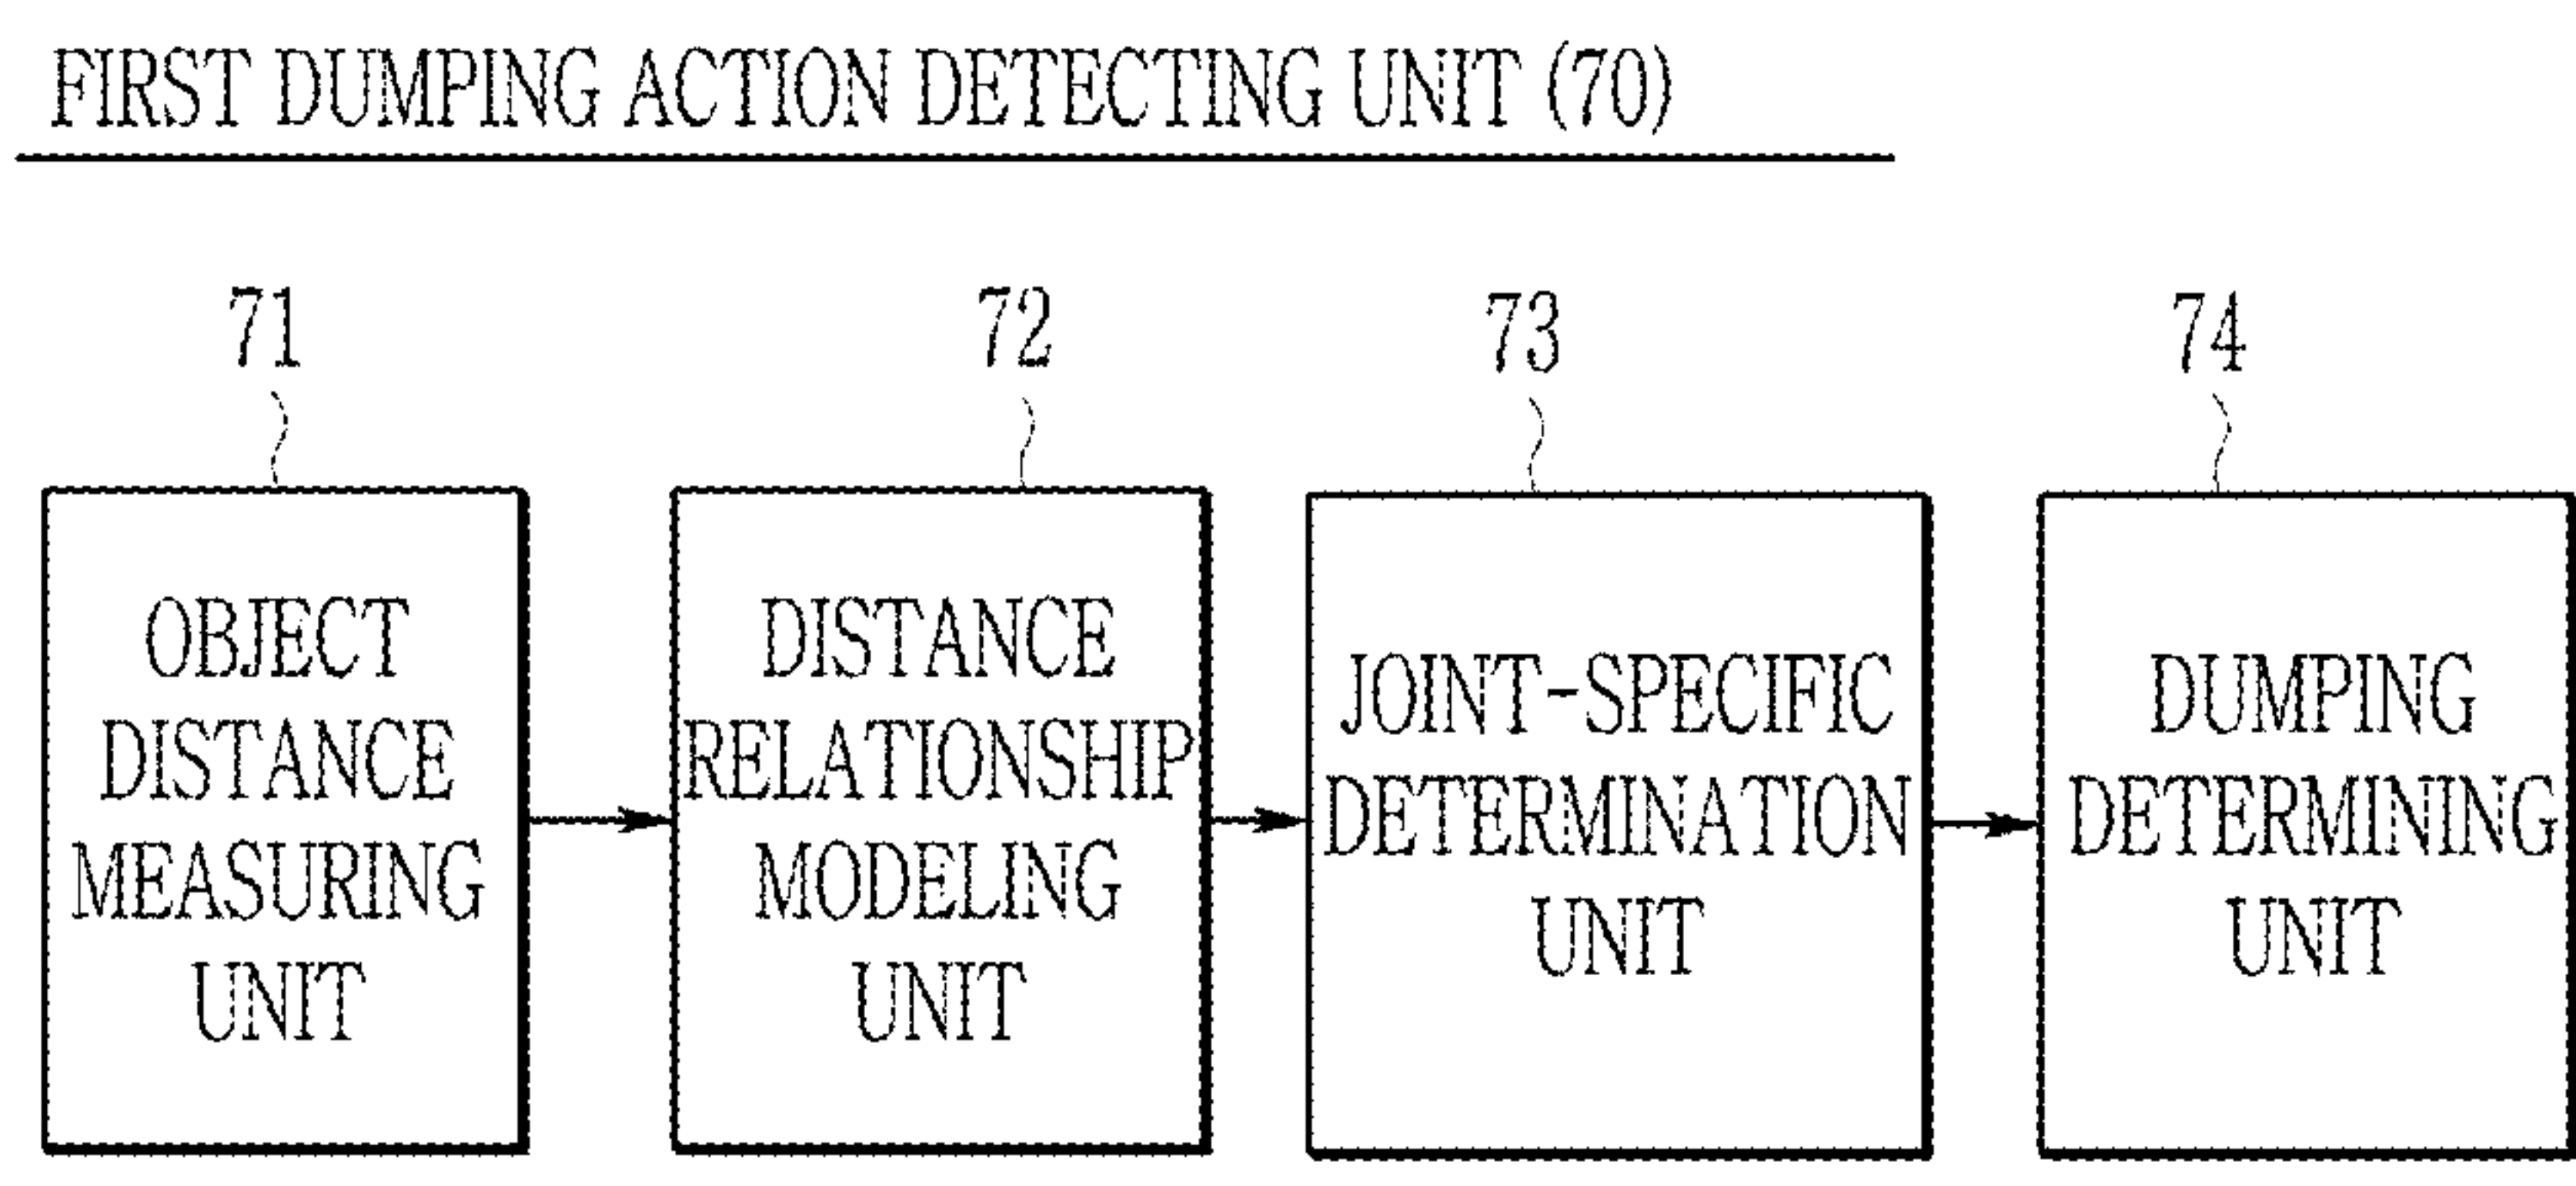 FIRST DUMPING ACTION DETECTING UNIT (70)
71
72
73
74
OBJECT
DISTANCE
MEASURING
UNIT
DISTANCE
RELATIONSHIP
MODELING
UNIT
JOINT-SPECIFIC
DETERMINATION
UNIT
DUMPING
DETERMINING
UNIT